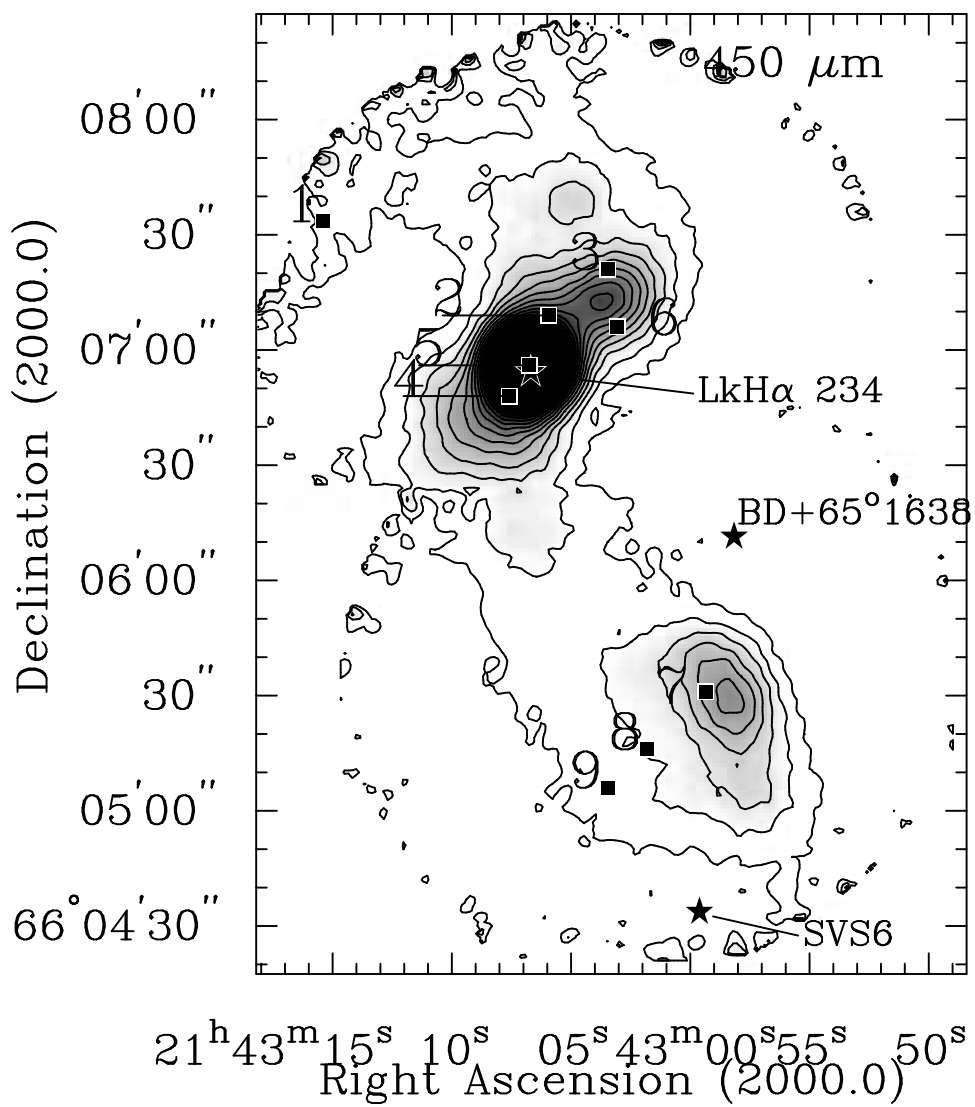 450 μm
08'00"
1
30"
3
2
6
07'00"
5
4
LkHα 234
30"
BD+65°1638
06'00"
7
30"
8
9
05'00"
66°04'30"
SVS6
21ʰ43ᵐ15ˢ 10ˢ 05ˢ 43ᵐ00ˢ 55ˢ 50ˢ
Right Ascension (2000.0)
Declination (2000.0)